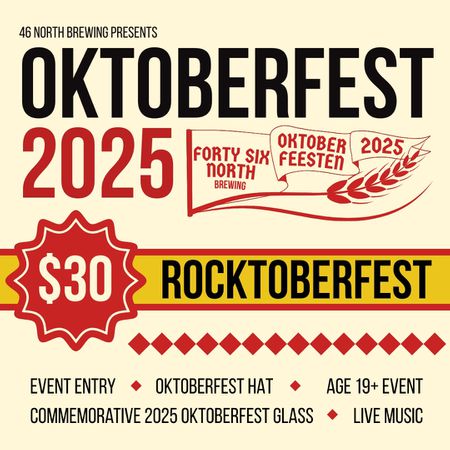 46 NORTH BREWING PRESENTS
OKTOBERFEST
2025
FORTY SIX
NORTH
BREWING
OKTOBER
FEESTEN
2025
$30
ROCKTOBERFEST
EVENT ENTRY ♦ OKTOBERFEST HAT ♦ AGE 19+ EVENT
COMMEMORATIVE 2025 OKTOBERFEST GLASS ♦ LIVE MUSIC